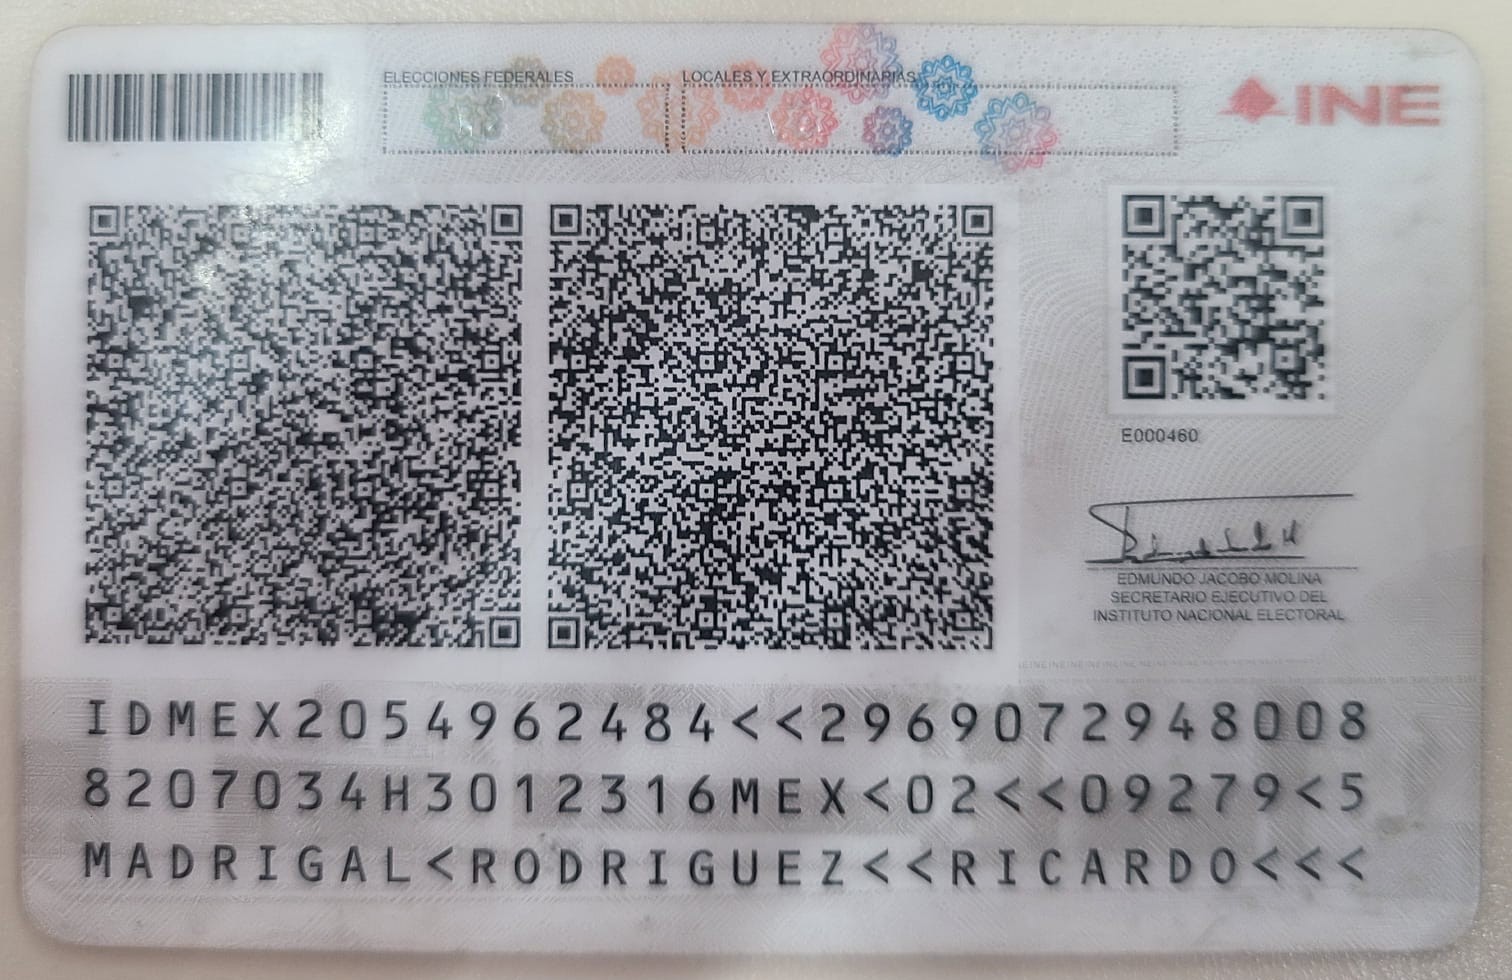 ELECCIONES FEDERALES LOCALES Y EXTRAORDINARIAS
INE
E000460
EDMUNDO JACOBO MOLINA
SECRETARIO EJECUTIVO DEL
INSTITUTO NACIONAL ELECTORAL
IDMEX2054962484<<2969072948008
8207034H3012316MEX<02<<09279<5
MADRIGAL<RODRIGUEZ<<RICARDO<<<